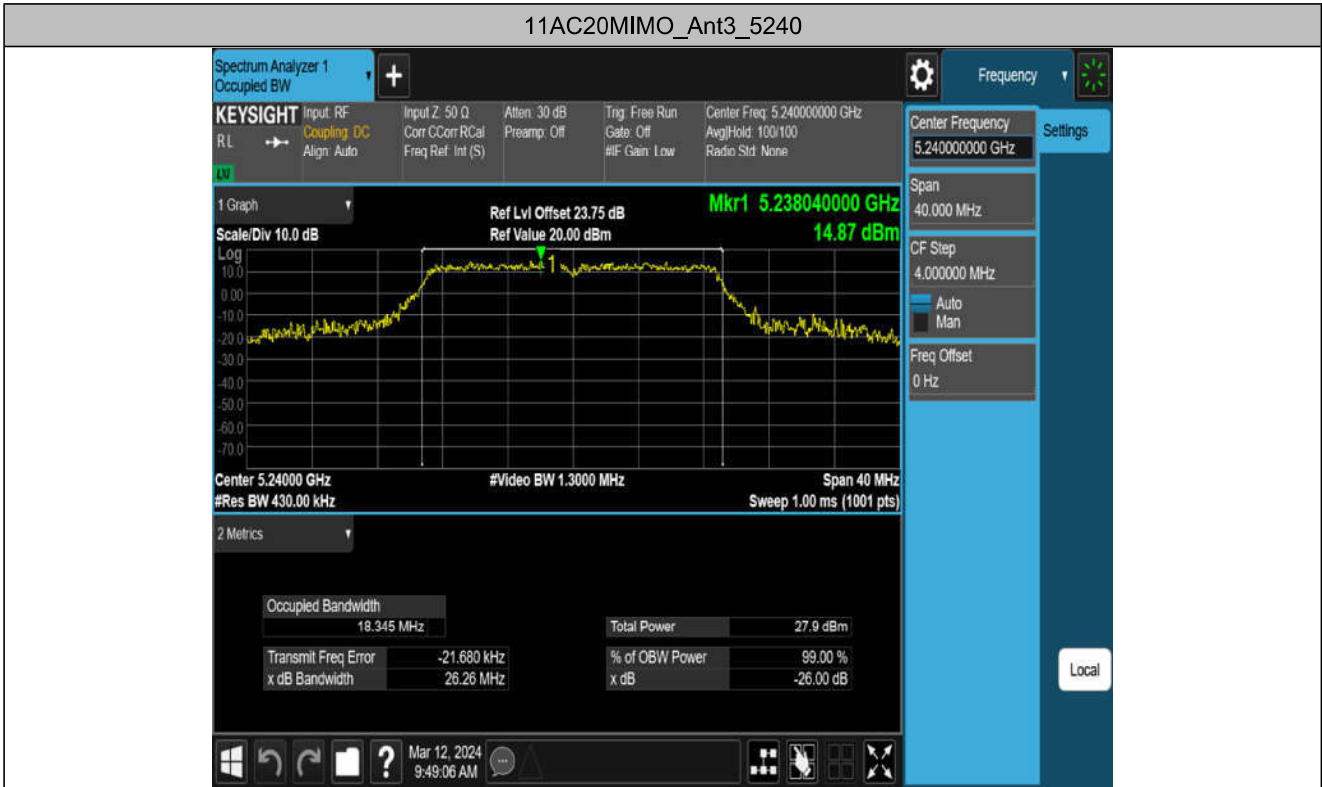 11AC20MIMO_Ant3_5240
Spectrum Analyzer 1
Occupied BW
+
Frequency
KEYSIGHT
RL
LXI
Input: RF
Coupling: DC
Align: Auto
Input Z: 50 Ω
Corr CCorr RCal
Freq Ref: Int (S)
Atten: 30 dB
Preamp: Off
Trig: Free Run
Gate: Off
#IF Gain: Low
Center Freq: 5.240000000 GHz
Avg|Hold: 100/100
Radio Std: None
Center Frequency
5.240000000 GHz
Settings
Span
40.000 MHz
CF Step
4.000000 MHz
Auto
Man
Freq Offset
0 Hz
Local
1 Graph
Scale/Div 10.0 dB
Ref Lvl Offset 23.75 dB
Ref Value 20.00 dBm
Mkr1 5.238040000 GHz
14.87 dBm
Log
10.0
0.00
-10.0
-20.0
-30.0
-40.0
-50.0
-60.0
-70.0
1
Center 5.24000 GHz
#Res BW 430.00 kHz
#Video BW 1.3000 MHz
Span 40 MHz
Sweep 1.00 ms (1001 pts)
2 Metrics
Occupied Bandwidth
18.345 MHz
Total Power 27.9 dBm
Transmit Freq Error -21.680 kHz
% of OBW Power 99.00 %
x dB Bandwidth 26.26 MHz
x dB -26.00 dB
?
Mar 12, 2024
9:49:06 AM